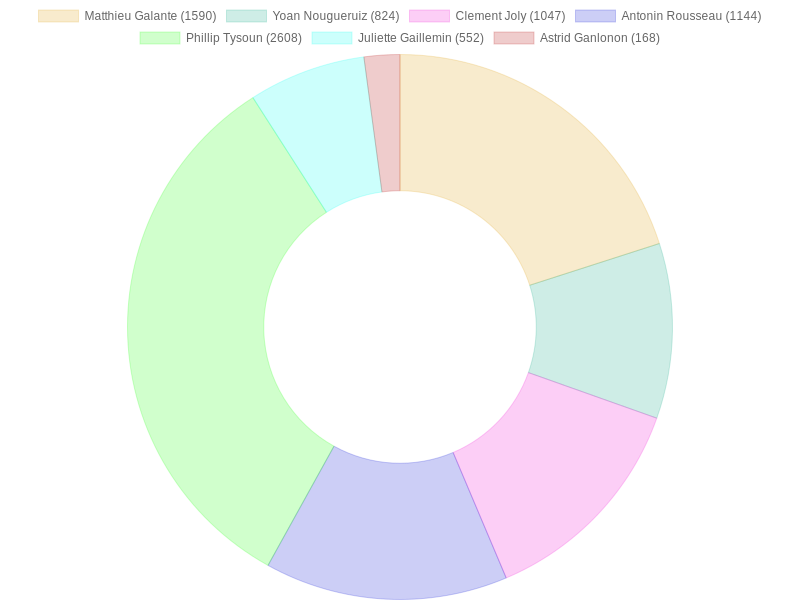 Matthieu Galante (1590) Yoan Nougueruiz (824) Clement Joly (1047) Antonin Rousseau (1144)
Phillip Tysoun (2608) Juliette Gaillemin (552) Astrid Ganlonon (168)